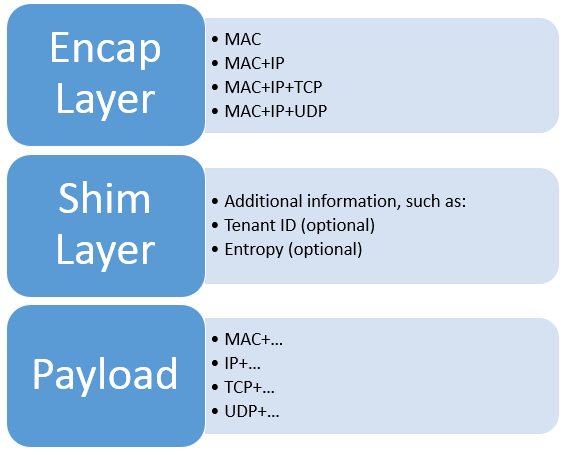 Encap
Layer
• MAC
• MAC+IP
• MAC+IP+TCP
• MAC+IP+UDP
Shim
Layer
• Additional information, such as:
• Tenant ID (optional)
• Entropy (optional)
Payload
• MAC+...
• IP+...
• TCP+...
• UDP+...